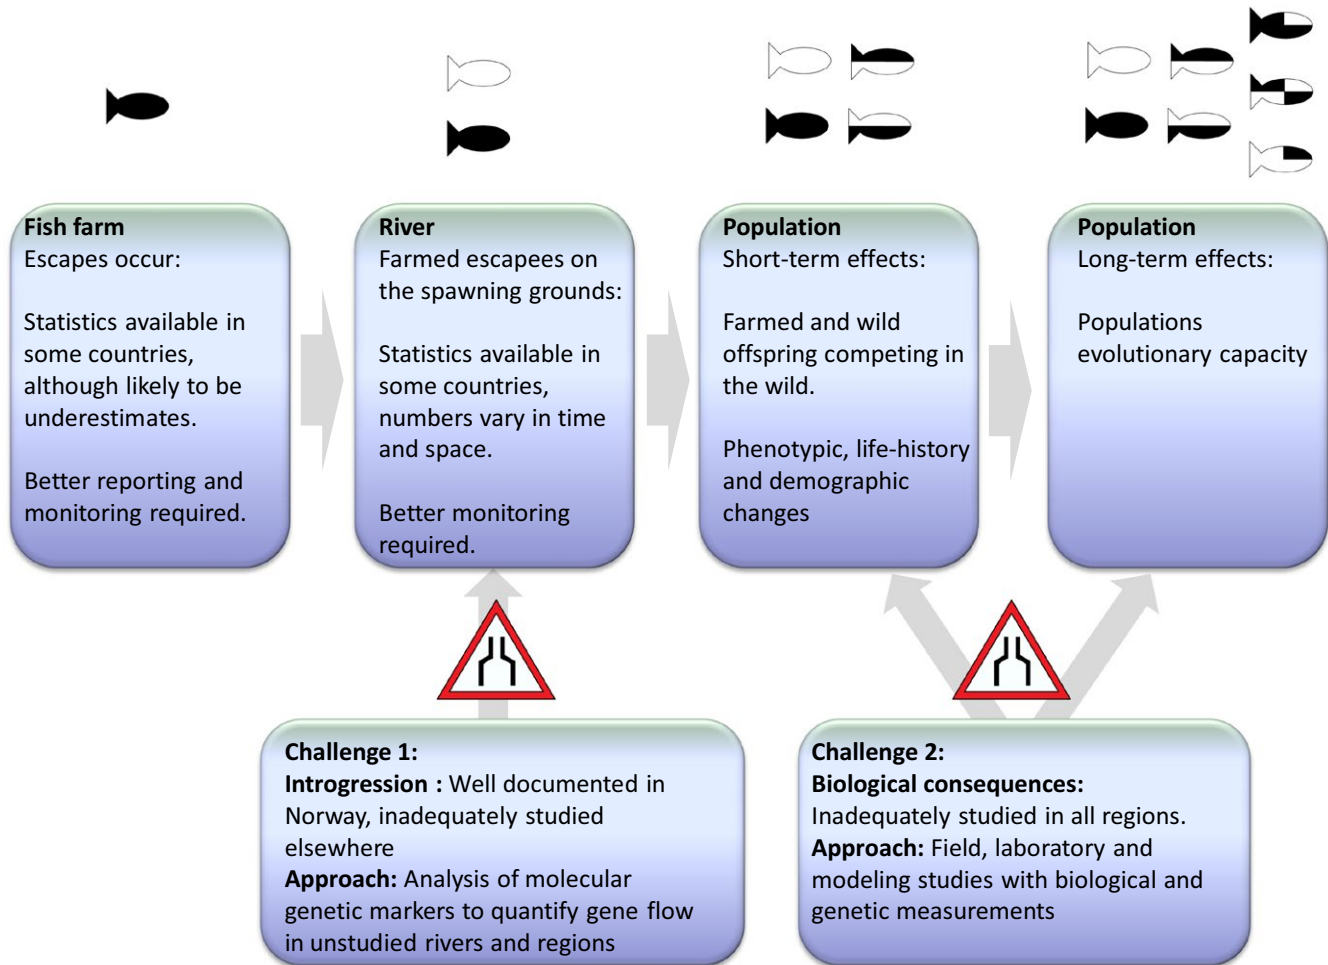 Fish farm
Escapes occur:
Statistics available in
some countries,
although likely to be
underestimates.
Better reporting and
monitoring required.
River
Farmed escapees on
the spawning grounds:
Statistics available in
some countries,
numbers vary in time
and space.
Better monitoring
required.
Population
Short-term effects:
Farmed and wild
offspring competing in
the wild.
Phenotypic, life-history
and demographic
changes
Population
Long-term effects:
Populations
evolutionary capacity
Challenge 1:
Introgression : Well documented in
Norway, inadequately studied
elsewhere
Approach: Analysis of molecular
genetic markers to quantify gene flow
in unstudied rivers and regions
Challenge 2:
Biological consequences:
Inadequately studied in all regions.
Approach: Field, laboratory and
modeling studies with biological and
genetic measurements